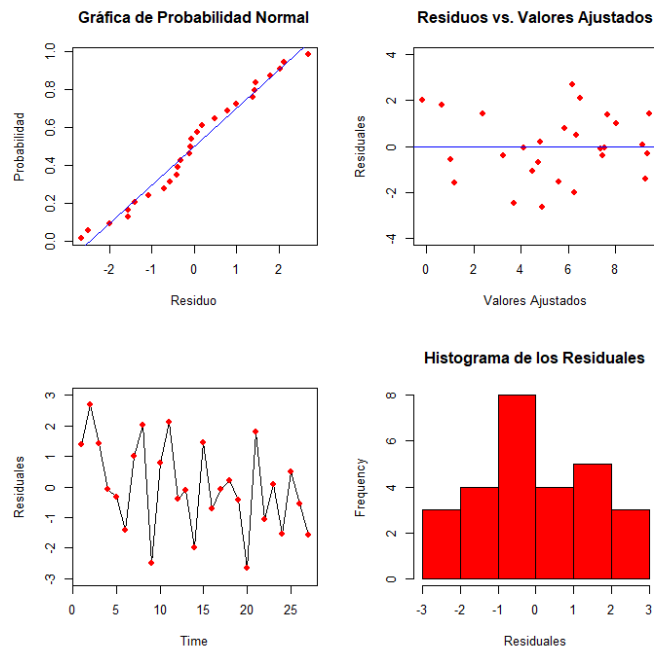 Gráfica de Probabilidad Normal
Probabilidad
0.0 0.2 0.4 0.6 0.8 1.0
-2 -1 0 1 2
Residuo
Residuos vs. Valores Ajustados
Residuales
-4 -2 0 2 4
0 2 4 6 8
Valores Ajustados
Residuales
-3 -2 -1 0 1 2 3
0 5 10 15 20 25
Time
Histograma de los Residuales
Frequency
0 2 4 6 8
-3 -2 -1 0 1 2 3
Residuales